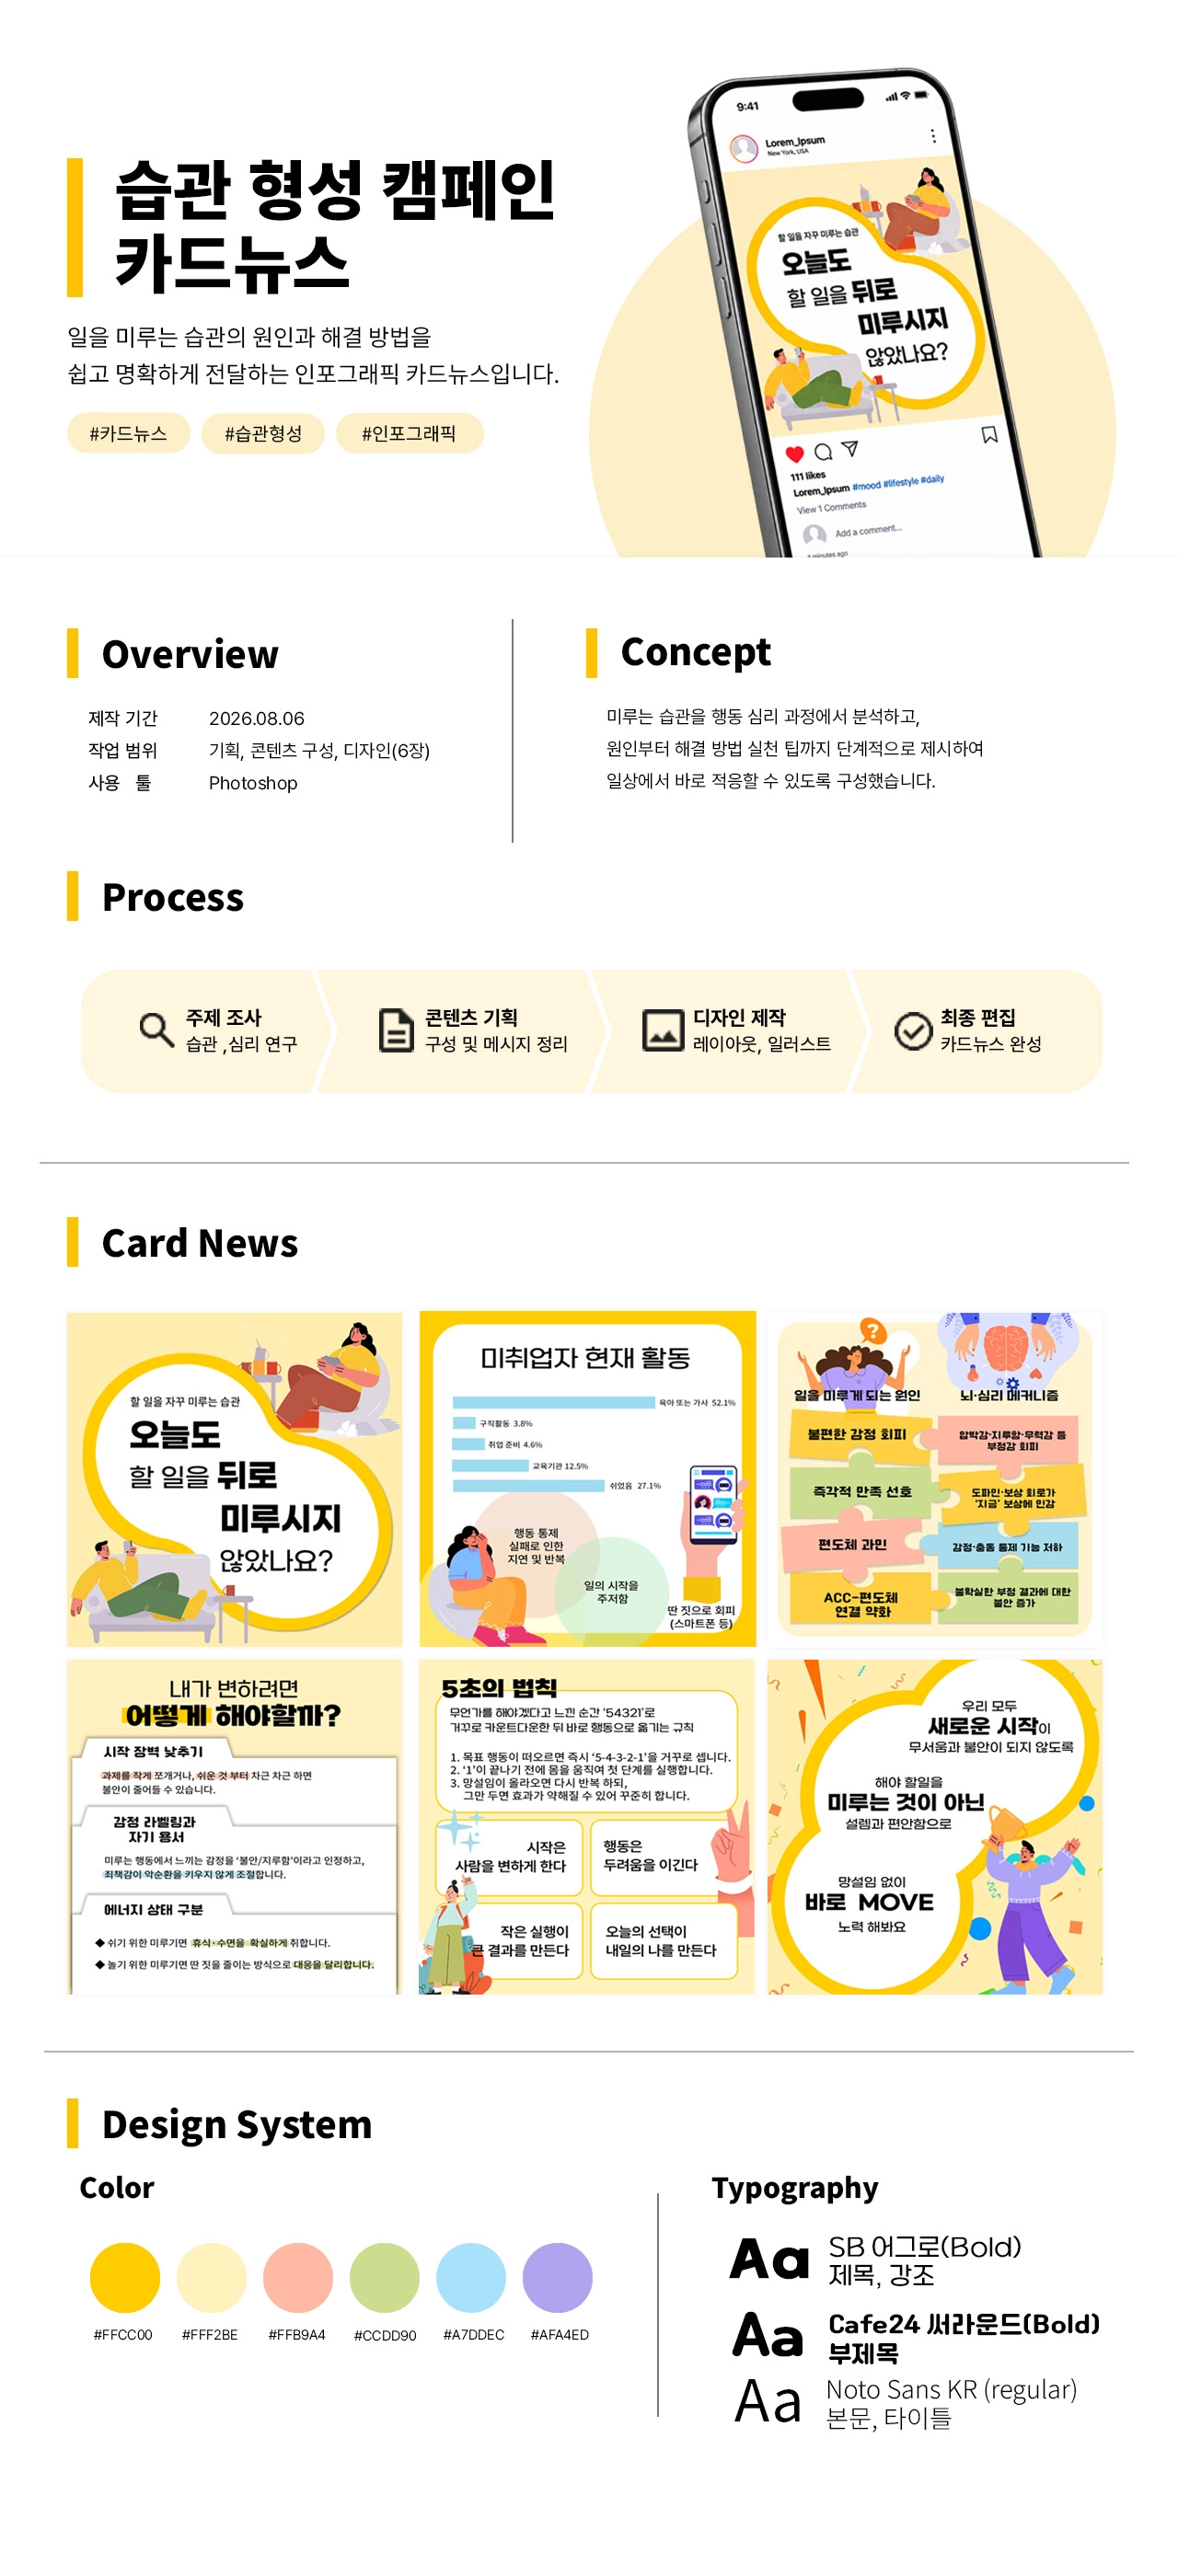 습관 형성 캠페인
카드뉴스
일을 미루는 습관의 원인과 해결 방법을
쉽고 명확하게 전달하는 인포그래픽 카드뉴스입니다.
#카드뉴스
#습관형성
#인포그래픽
9:41
Lorem_Ipsum
New York, USA
할 일을 자꾸 미루는 습관
오늘도
할 일을 뒤로
미루시지
않았나요?
111 likes
Lorem_Ipsum #mood #lifestyle #daily
View 1 Comments
Add a comment...
minutes ago
Overview
제작 기간 2026.08.06
작업 범위 기획, 콘텐츠 구성, 디자인(6장)
사용 툴 Photoshop
Concept
미루는 습관을 행동 심리 과정에서 분석하고,
원인부터 해결 방법 실천 팁까지 단계적으로 제시하여
일상에서 바로 적응할 수 있도록 구성했습니다.
Process
주제 조사
습관 ,심리 연구
콘텐츠 기획
구성 및 메시지 정리
디자인 제작
레이아웃, 일러스트
최종 편집
카드뉴스 완성
Card News
할 일을 자꾸 미루는 습관
오늘도
할 일을 뒤로
미루시지
않았나요?
미취업자 현재 활동
육아 또는 가사 52.1%
구직활동 3.8%
취업 준비 4.6%
교육기관 12.5%
쉬었음 27.1%
행동 통제
실패로 인한
지연 및 반복
일의 시작을
주저함
딴 짓으로 회피
(스마트폰 등)
?
일을 미루게 되는 원인
뇌·심리 메커니즘
불편한 감정 회피
압박감·지루함·무력감 등
부정감 회피
즉각적 만족 선호
도파민·보상 회로가
'지금' 보상에 민감
편도체 과민
감정·충동 통제 기능 저하
ACC-편도체
연결 약화
불확실한 부정 결과에 대한
불안 증가
내가 변하려면
어떻게 해야할까?
시작 장벽 낮추기
과제를 작게 쪼개거나, 쉬운 것 부터 차근 차근 하면
불안이 줄어들 수 있습니다.
감정 라벨링과
자기 용서
미루는 행동에서 느끼는 감정을 '불안/지루함'이라고 인정하고,
죄책감이 악순환을 키우지 않게 조절합니다.
에너지 상태 구분
◆ 쉬기 위한 미루기면 휴식·수면을 확실하게 취합니다.
◆ 놀기 위한 미루기면 딴 짓을 줄이는 방식으로 대응을 달리합니다.
5초의 법칙
무언가를 해야겠다고 느낀 순간 '54321'로
거꾸로 카운트다운한 뒤 바로 행동으로 옮기는 규칙
1. 목표 행동이 떠오르면 즉시 '5-4-3-2-1'을 거꾸로 셉니다.
2. '1'이 끝나기 전에 몸을 움직여 첫 단계를 실행합니다.
3. 망설임이 올라오면 다시 반복 하되,
그만 두면 효과가 약해질 수 있어 꾸준히 합니다.
시작은
사람을 변하게 한다
행동은
두려움을 이긴다
작은 실행이
큰 결과를 만든다
오늘의 선택이
내일의 나를 만든다
우리 모두
새로운 시작이
무서움과 불안이 되지 않도록
해야 할일을
미루는 것이 아닌
설렘과 편안함으로
망설임 없이
바로 MOVE
노력 해봐요
Design System
Color
#FFCC00
#FFF2BE
#FFB9A4
#CCDD90
#A7DDEC
#AFA4ED
Typography
Aa
SB 어그로(Bold)
제목, 강조
Aa
Cafe24 써라운드(Bold)
부제목
Aa
Noto Sans KR (regular)
본문, 타이틀